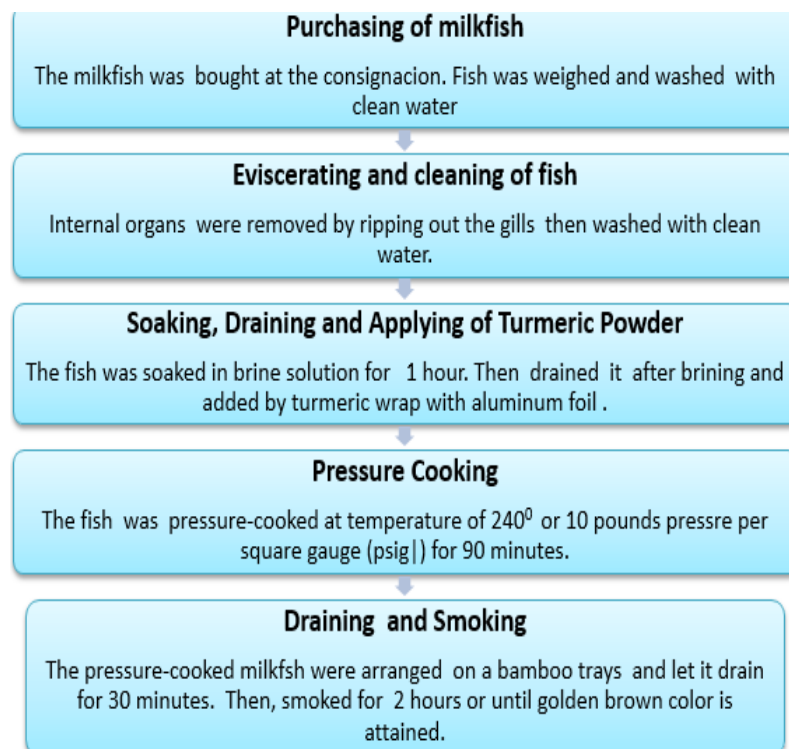 Purchasing of milkfish
The milkfish was bought at the consignacion. Fish was weighed and washed with
clean water
Eviscerating and cleaning of fish
Internal organs were removed by ripping out the gills then washed with clean
water.
Soaking, Draining and Applying of Turmeric Powder
The fish was soaked in brine solution for 1 hour. Then drained it after brining and
added by turmeric wrap with aluminum foil .
Pressure Cooking
The fish was pressure-cooked at temperature of 240⁰ or 10 pounds pressre per
square gauge (psig|) for 90 minutes.
Draining and Smoking
The pressure-cooked milkfsh were arranged on a bamboo trays and let it drain
for 30 minutes. Then, smoked for 2 hours or until golden brown color is
attained.